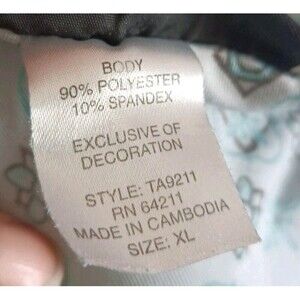 BODY
90% POLYESTER
10% SPANDEX
EXCLUSIVE OF
DECORATION
STYLE: TA9211
RN 64211
MADE IN CAMBODIA
SIZE: XL